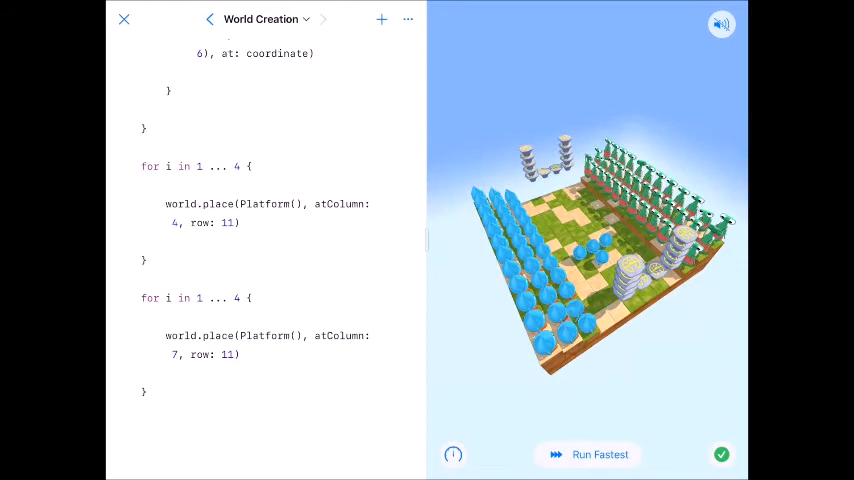 World Creation
6), at: coordinate)
}
}
for i in 1 ... 4 {
world.place(Platform(), atColumn:
4, row: 11)
}
for i in 1 ... 4 {
world.place(Platform(), atColumn:
7, row: 11)
}
Run Fastest